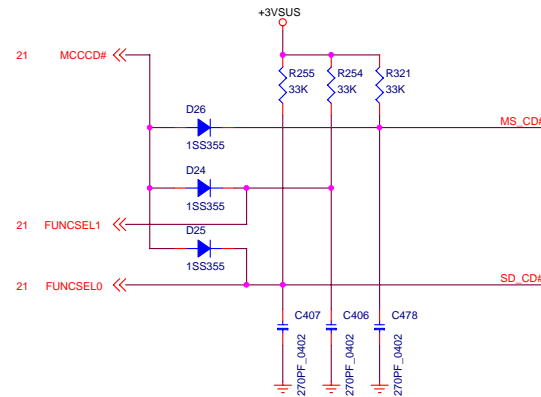 +3VSUS
21 MCCCD#
R255 R254 R321
33K 33K 33K
D26
MS_CD#
1SS355
D24
1SS355
21 FUNCSEL1
D25
1SS355
21 FUNCSEL0
SD_CD#
C407 C406 C478
270PF_0402 270PF_0402 270PF_0402